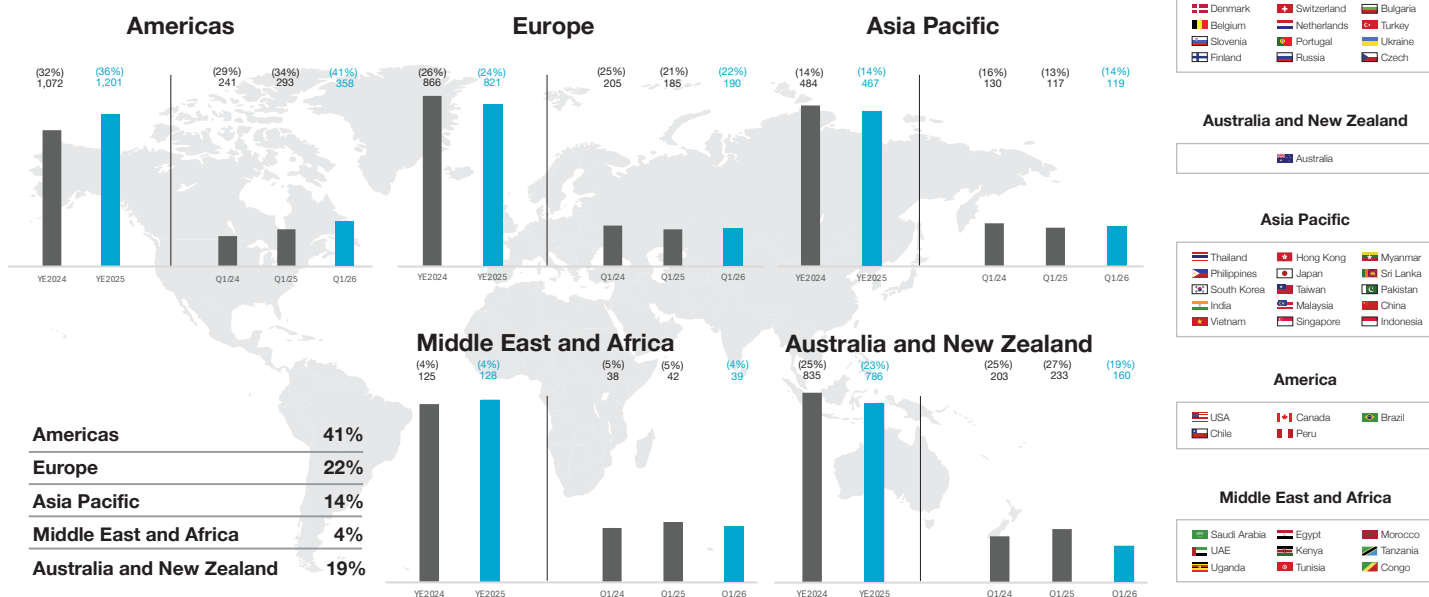 Americas
(32%) (36%) (29%) (34%) (41%)
1,072 1,201 241 293 358
YE2024 YE2025 Q1/24 Q1/25 Q1/26
Europe
(26%) (24%) (25%) (21%) (22%)
866 821 205 185 190
YE2024 YE2025 Q1/24 Q1/25 Q1/26
Asia Pacific
(14%) (14%) (16%) (13%) (14%)
484 467 130 117 119
YE2024 YE2025 Q1/24 Q1/25 Q1/26
Middle East and Africa
(4%) (4%) (5%) (5%) (4%)
125 128 38 42 39
YE2024 YE2025 Q1/24 Q1/25 Q1/26
Australia and New Zealand
(25%) (23%) (25%) (27%) (19%)
835 786 203 233 160
YE2024 YE2025 Q1/24 Q1/25 Q1/26
Americas 41%
Europe 22%
Asia Pacific 14%
Middle East and Africa 4%
Australia and New Zealand 19%
Denmark Switzerland Bulgaria
Belgium Netherlands Turkey
Slovenia Portugal Ukraine
Finland Russia Czech
Australia and New Zealand
Australia
Asia Pacific
Thailand Hong Kong Myanmar
Philippines Japan Sri Lanka
South Korea Taiwan Pakistan
India Malaysia China
Vietnam Singapore Indonesia
America
USA Canada Brazil
Chile Peru
Middle East and Africa
Saudi Arabia Egypt Morocco
UAE Kenya Tanzania
Uganda Tunisia Congo